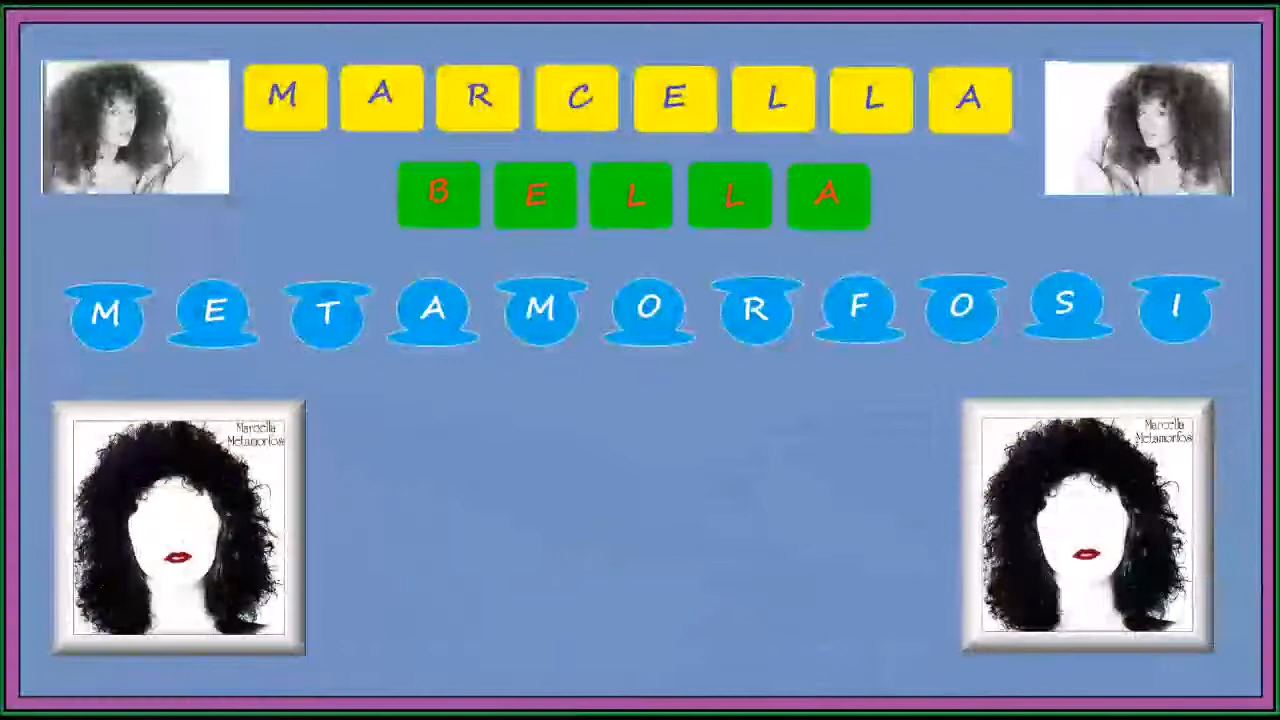 MARCELLA
BELLA
METAMORFOSI
Marcella
Metamorfosi
Marcella
Metamorfosi